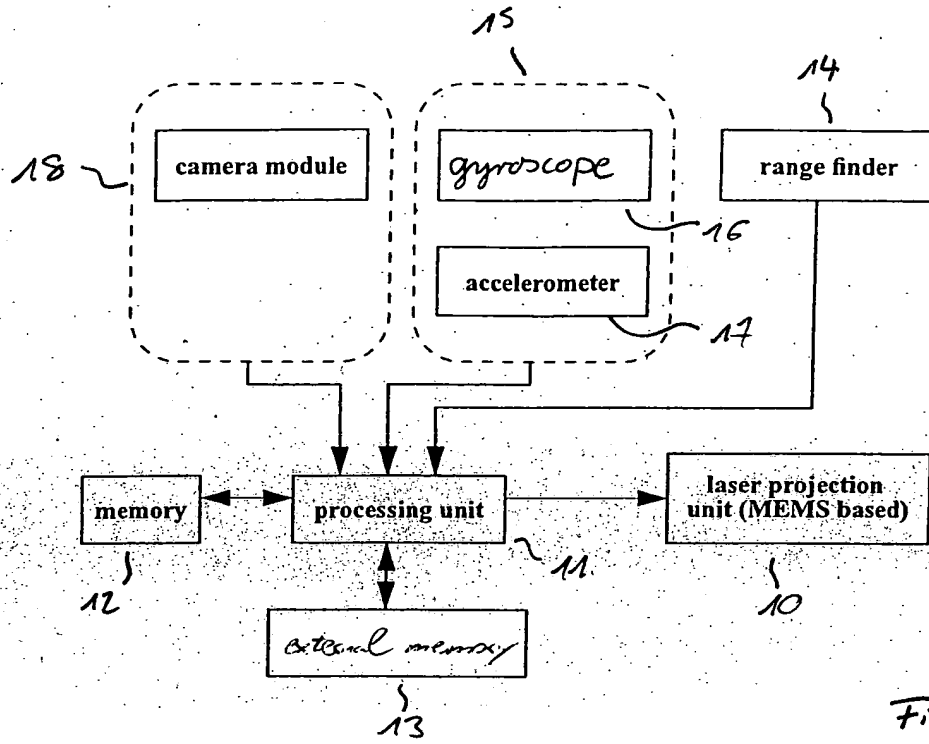 15
14
18
camera module
gyroscope
range finder
16
accelerometer
17
memory
processing unit
laser projection
unit (MEMS based)
12
11
10
external memory
13
Fi